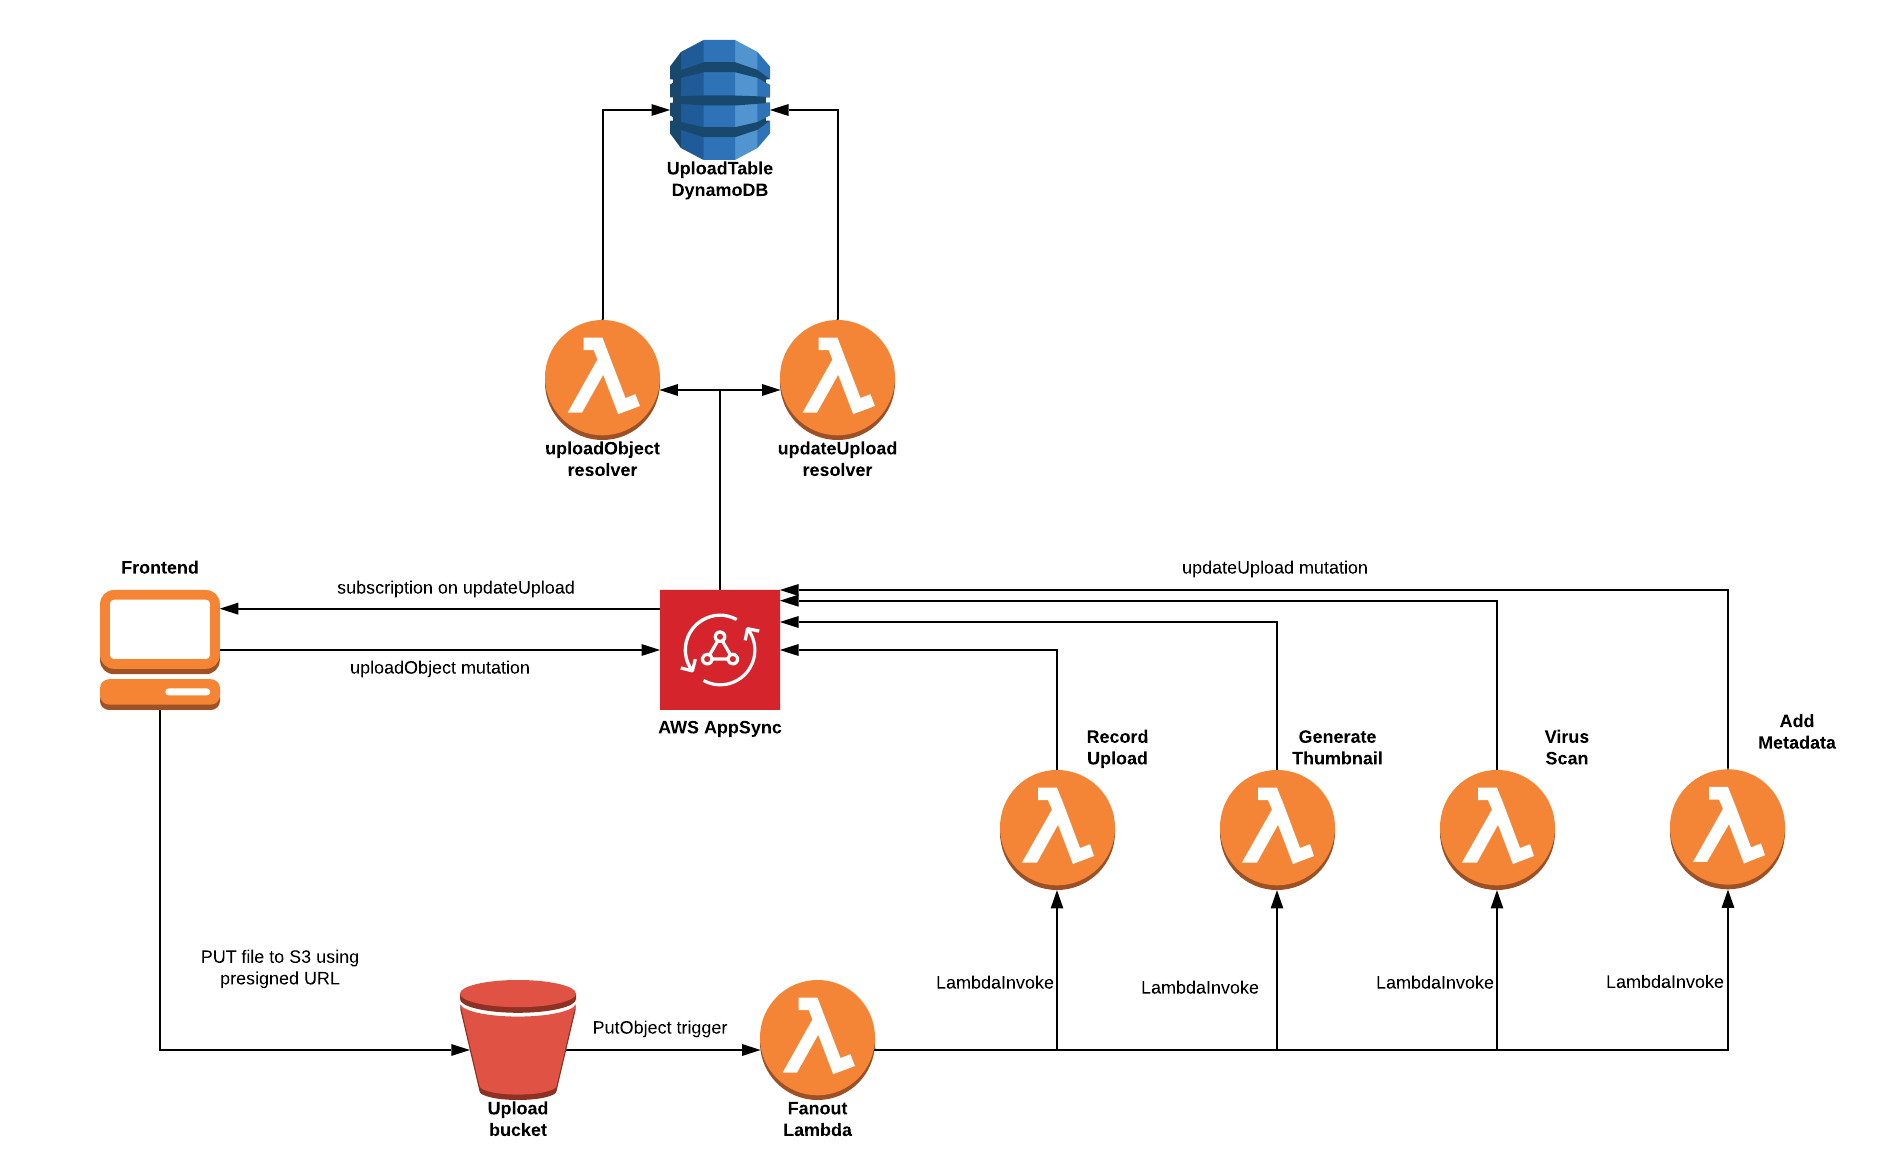 UploadTable
DynamoDB
uploadObject
resolver
updateUpload
resolver
Frontend
subscription on updateUpload
uploadObject mutation
AWS AppSync
updateUpload mutation
Record
Upload
Generate
Thumbnail
Virus
Scan
Add
Metadata
PUT file to S3 using
presigned URL
Upload
bucket
PutObject trigger
Fanout
Lambda
LambdaInvoke
LambdaInvoke
LambdaInvoke
LambdaInvoke